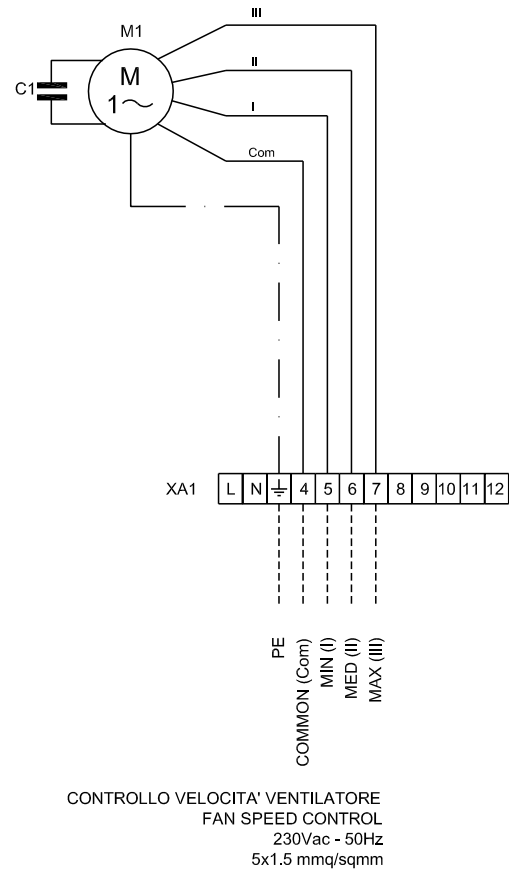 III
M1
II
C1
M
1~
I
Com
XA1 L N 4 5 6 7 8 9 10 11 12
PE
COMMON (Com)
MIN (I)
MED (II)
MAX (III)
CONTROLLO VELOCITA' VENTILATORE
FAN SPEED CONTROL
230Vac - 50Hz
5x1.5 mmq/sqmm